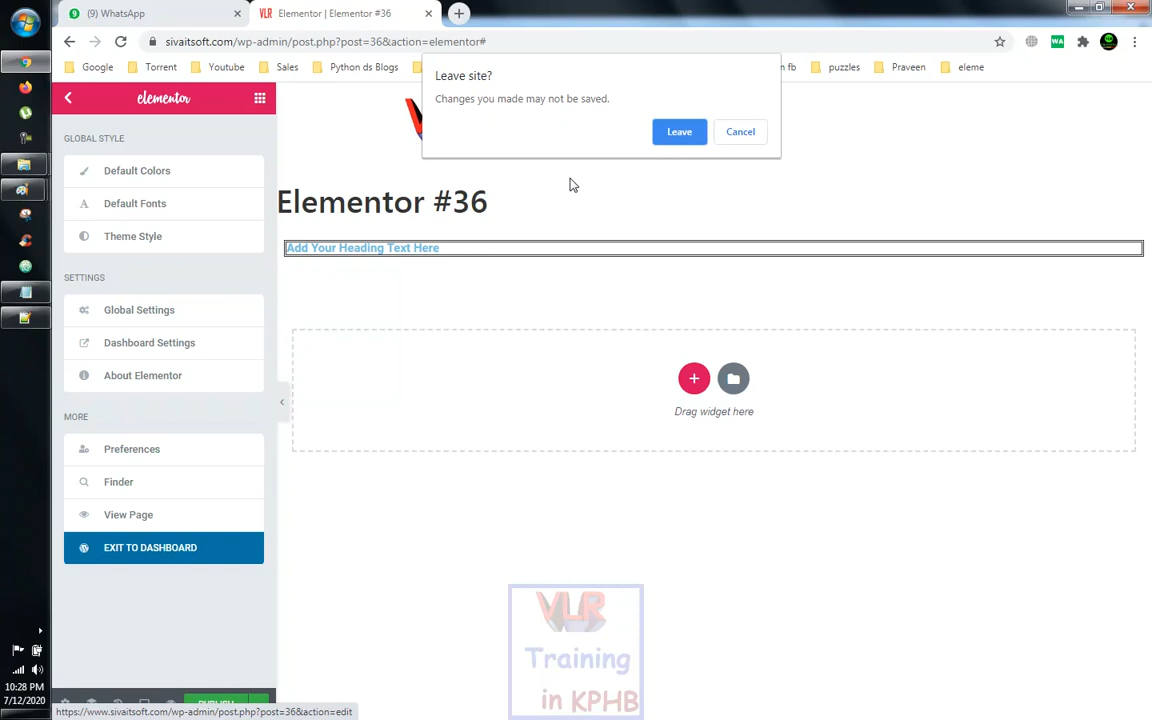 (9) WhatsApp
Elementor | Elementor #36
sivaitsoft.com/wp-admin/post.php?post=36&action=elementor#
Google
Torrent
Youtube
Sales
Python ds Blogs
fb
puzzles
Praveen
eleme
Leave site?
Changes you made may not be saved.
Leave
Cancel
elementor
GLOBAL STYLE
Default Colors
Default Fonts
Theme Style
SETTINGS
Global Settings
Dashboard Settings
About Elementor
MORE
Preferences
Finder
View Page
EXIT TO DASHBOARD
Elementor #36
Add Your Heading Text Here
Drag widget here
VLR
Training
in KPHB
PUBLISH
https://www.sivaitsoft.com/wp-admin/post.php?post=36&action=edit
10:28 PM
7/12/2020